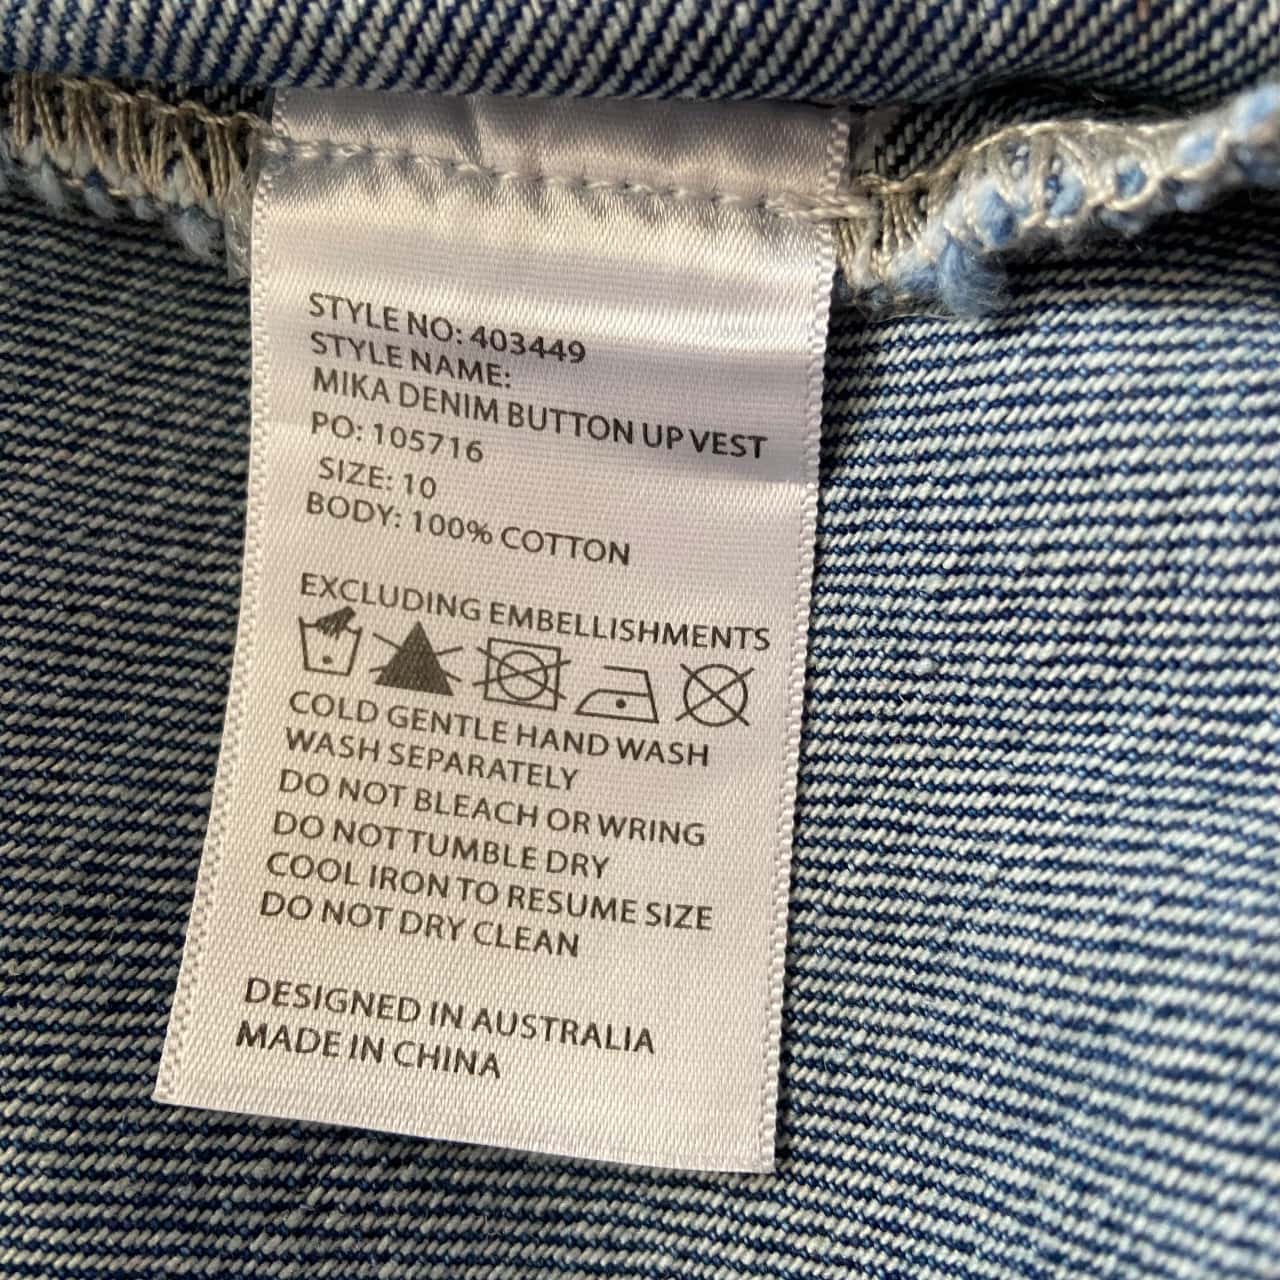 STYLE NO: 403449
STYLE NAME:
MIKA DENIM BUTTON UP VEST
PO: 105716
SIZE: 10
BODY: 100% COTTON
EXCLUDING EMBELLISHMENTS
COLD GENTLE HAND WASH
WASH SEPARATELY
DO NOT BLEACH OR WRING
DO NOT TUMBLE DRY
COOL IRON TO RESUME SIZE
DO NOT DRY CLEAN
DESIGNED IN AUSTRALIA
MADE IN CHINA